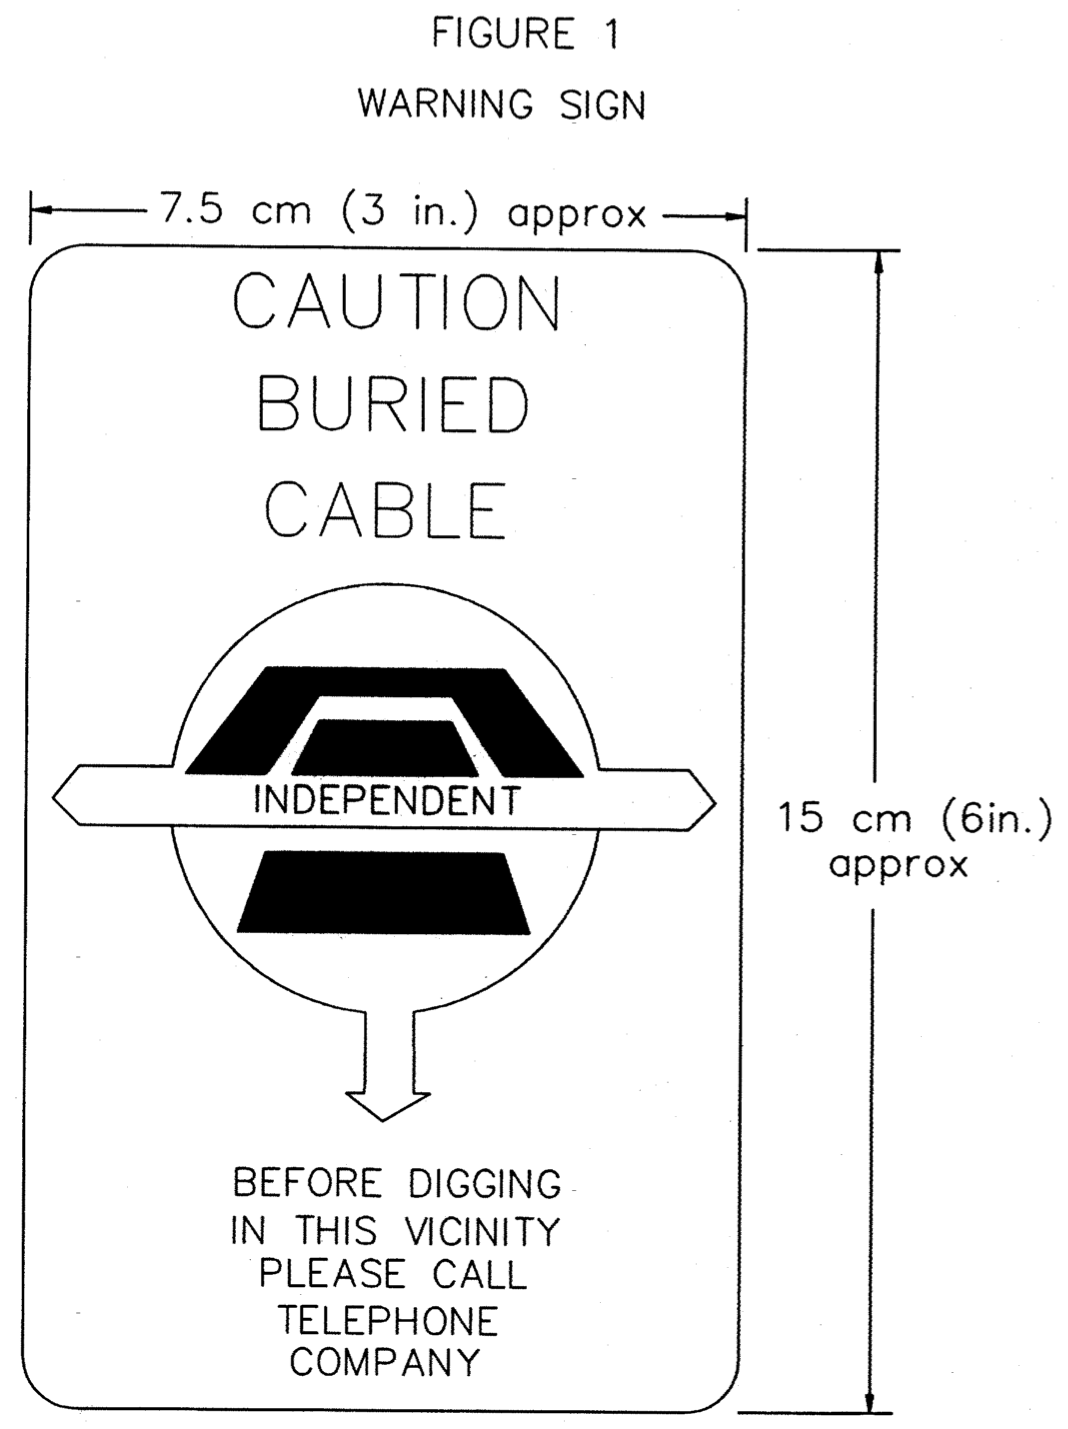 FIGURE 1
WARNING SIGN
7.5 cm (3 in.) approx
CAUTION
BURIED
CABLE
INDEPENDENT
15 cm (6in.)
approx
BEFORE DIGGING
IN THIS VICINITY
PLEASE CALL
TELEPHONE
COMPANY